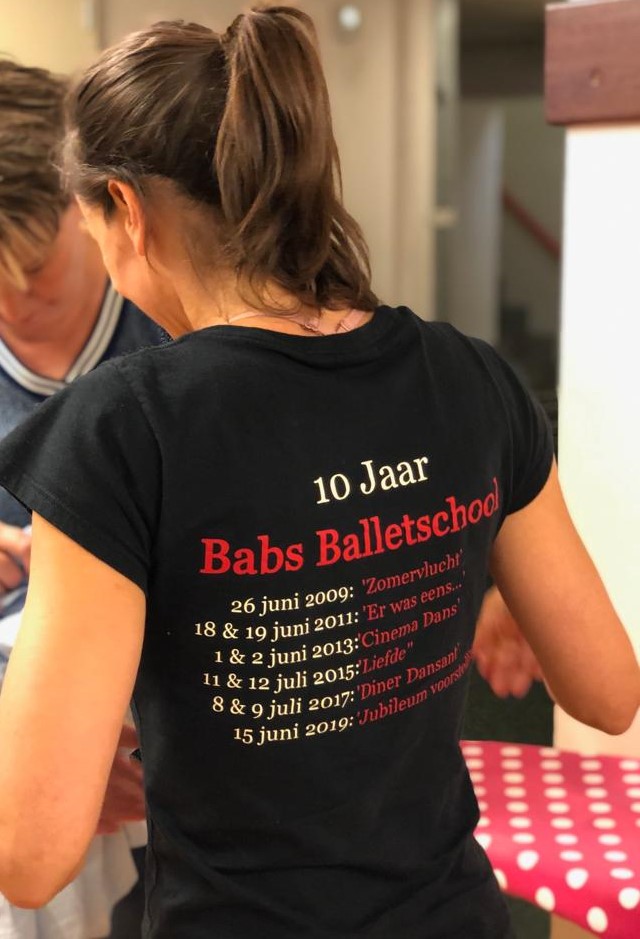 10 Jaar
Babs Balletschool
26 juni 2009: 'Zomervlucht'
18 & 19 juni 2011: 'Er was eens...'
1 & 2 juni 2013: 'Cinema Dans'
11 & 12 juli 2015: 'Liefde"
8 & 9 juli 2017: 'Diner Dansant'
15 juni 2019: 'Jubileum